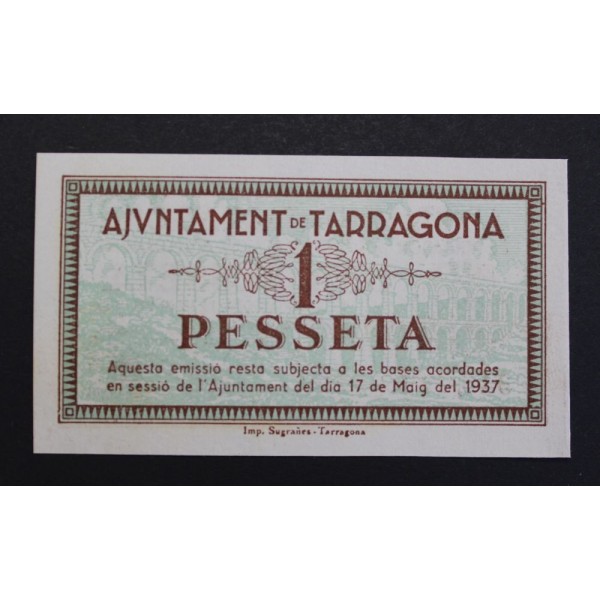 AJVNTAMENT DE TARRAGONA
1
PESSETA
Aquesta emissió resta subjecta a les bases acordades
en sessió de l'Ajuntament del dia 17 de Maig del 1937
Imp. Sugrañes - Tarragona